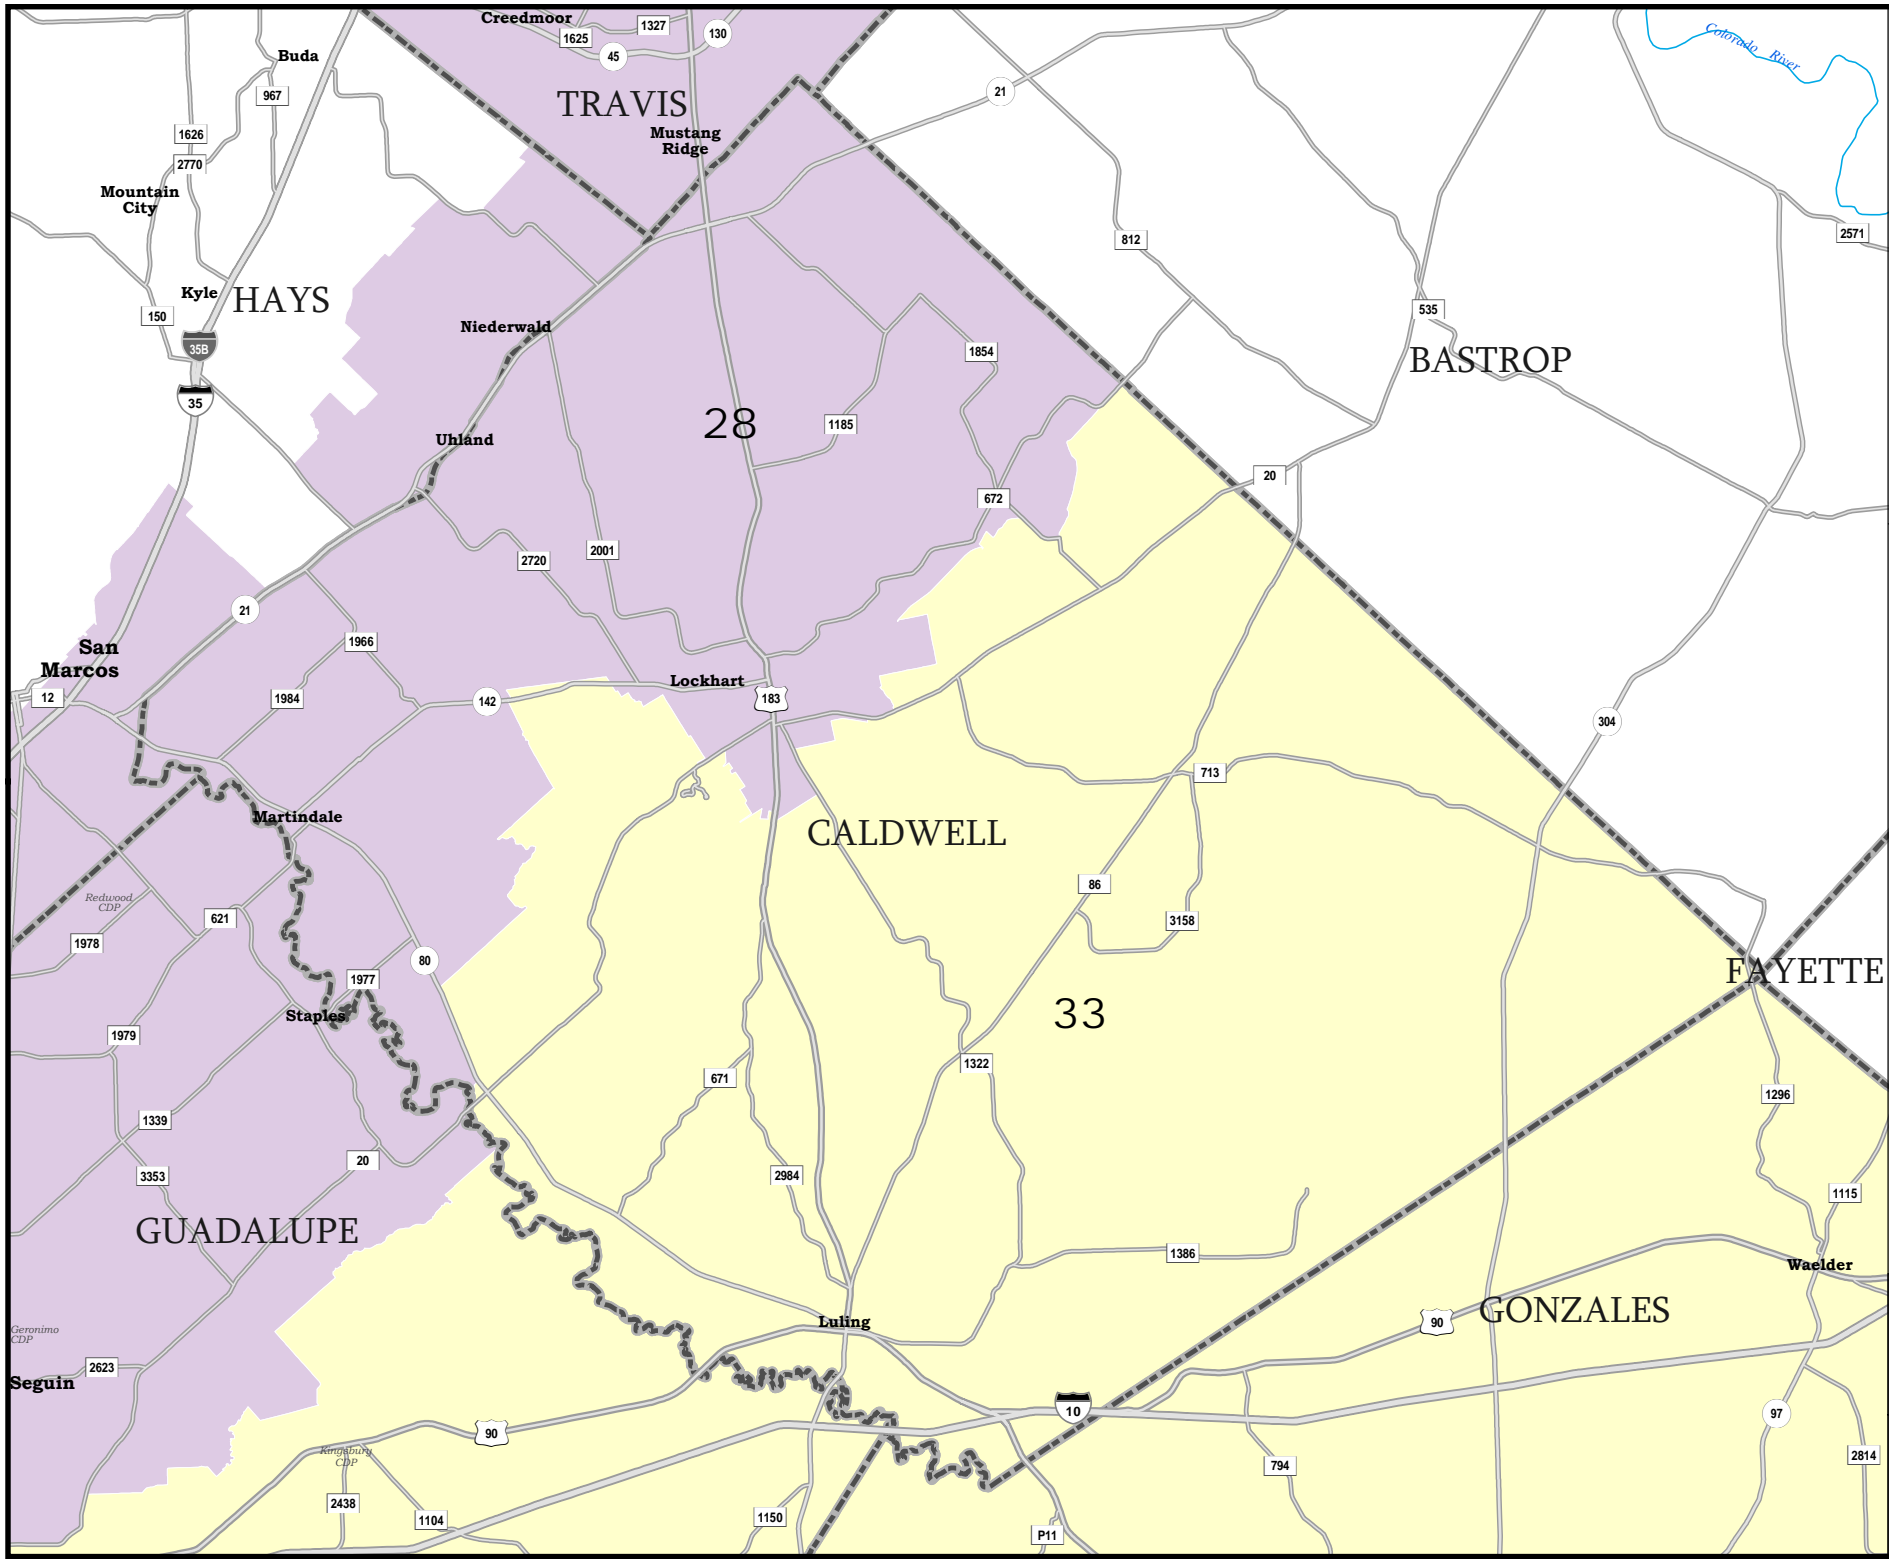 Creedmoor
1625
1327
130
45
Colorado River
Buda
967
TRAVIS
21
Mustang
Ridge
1626
2770
Mountain
City
812
2571
Kyle
HAYS
150
35B
35
Niederwald
535
1854
BASTROP
28
1185
Uhland
20
672
2720
2001
21
1966
San
Marcos
12
1984
142
Lockhart
183
304
713
Martindale
CALDWELL
86
Redwood
CDP
621
3158
1978
80
1977
FAYETTE
33
Staples
1979
1322
671
1296
1339
20
3353
2984
1115
GUADALUPE
1386
Waelder
GONZALES
Luling
90
Geronimo
CDP
2623
Seguin
10
97
90
Kingsbury
CDP
794
2814
2438
1104
1150
P11